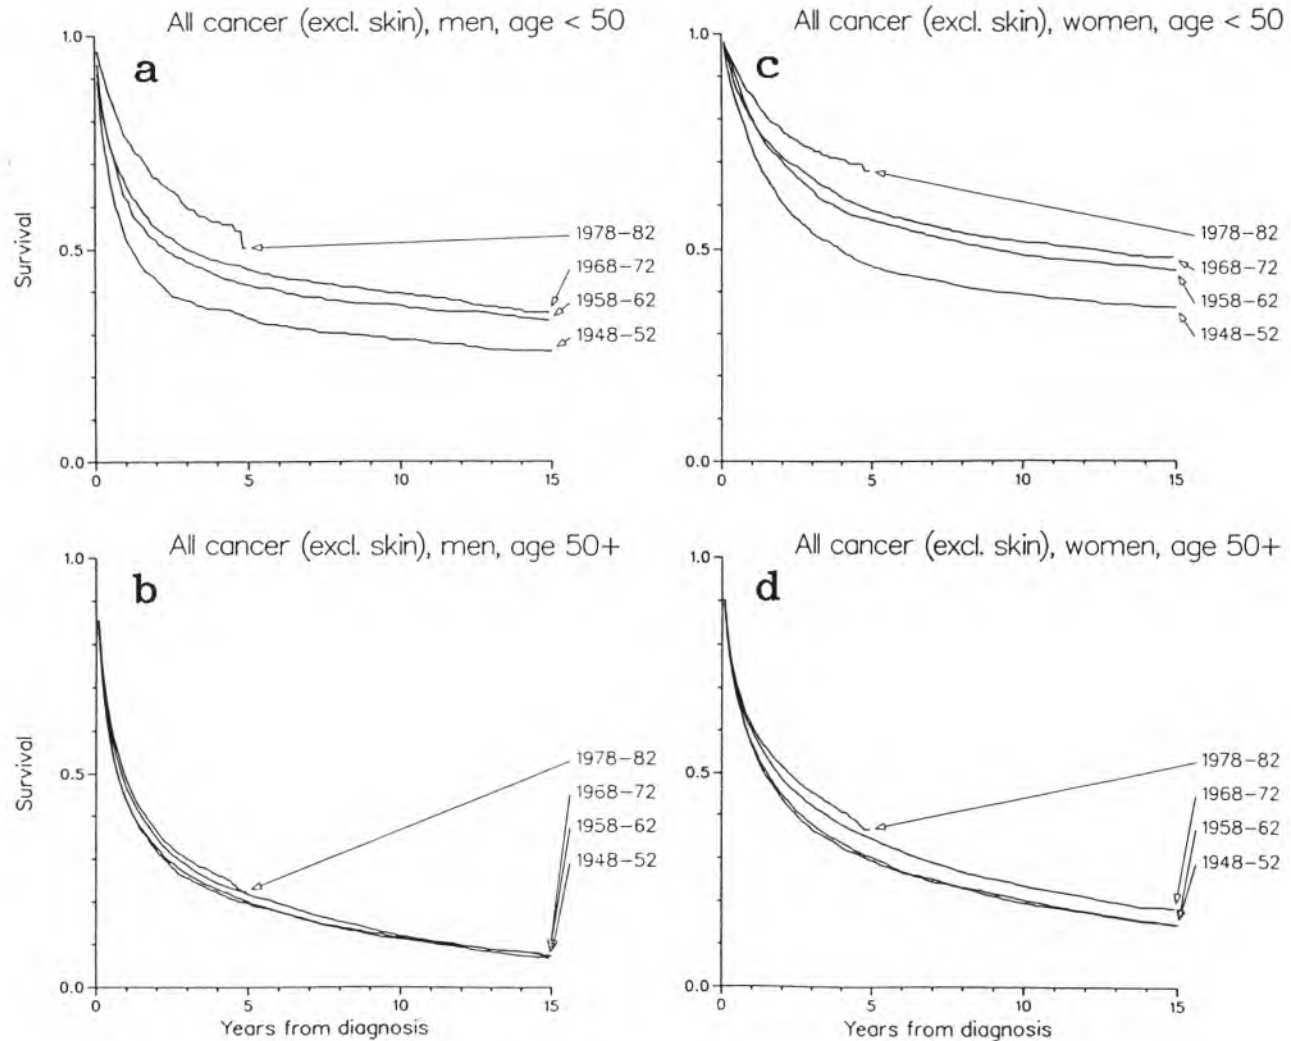 All cancer (excl. skin), men, age < 50
a
1.0
0.5
0.0
Survival
1978-82
1968-72
1958-62
1948-52
0 5 10 15
All cancer (excl. skin), women, age < 50
c
1.0
0.5
0.0
1978-82
1968-72
1958-62
1948-52
0 5 10 15
All cancer (excl. skin), men, age 50+
b
1.0
0.5
0.0
Survival
1978-82
1968-72
1958-62
1948-52
0 5 10 15
Years from diagnosis
All cancer (excl. skin), women, age 50+
d
1.0
0.5
0.0
1978-82
1968-72
1958-62
1948-52
0 5 10 15
Years from diagnosis